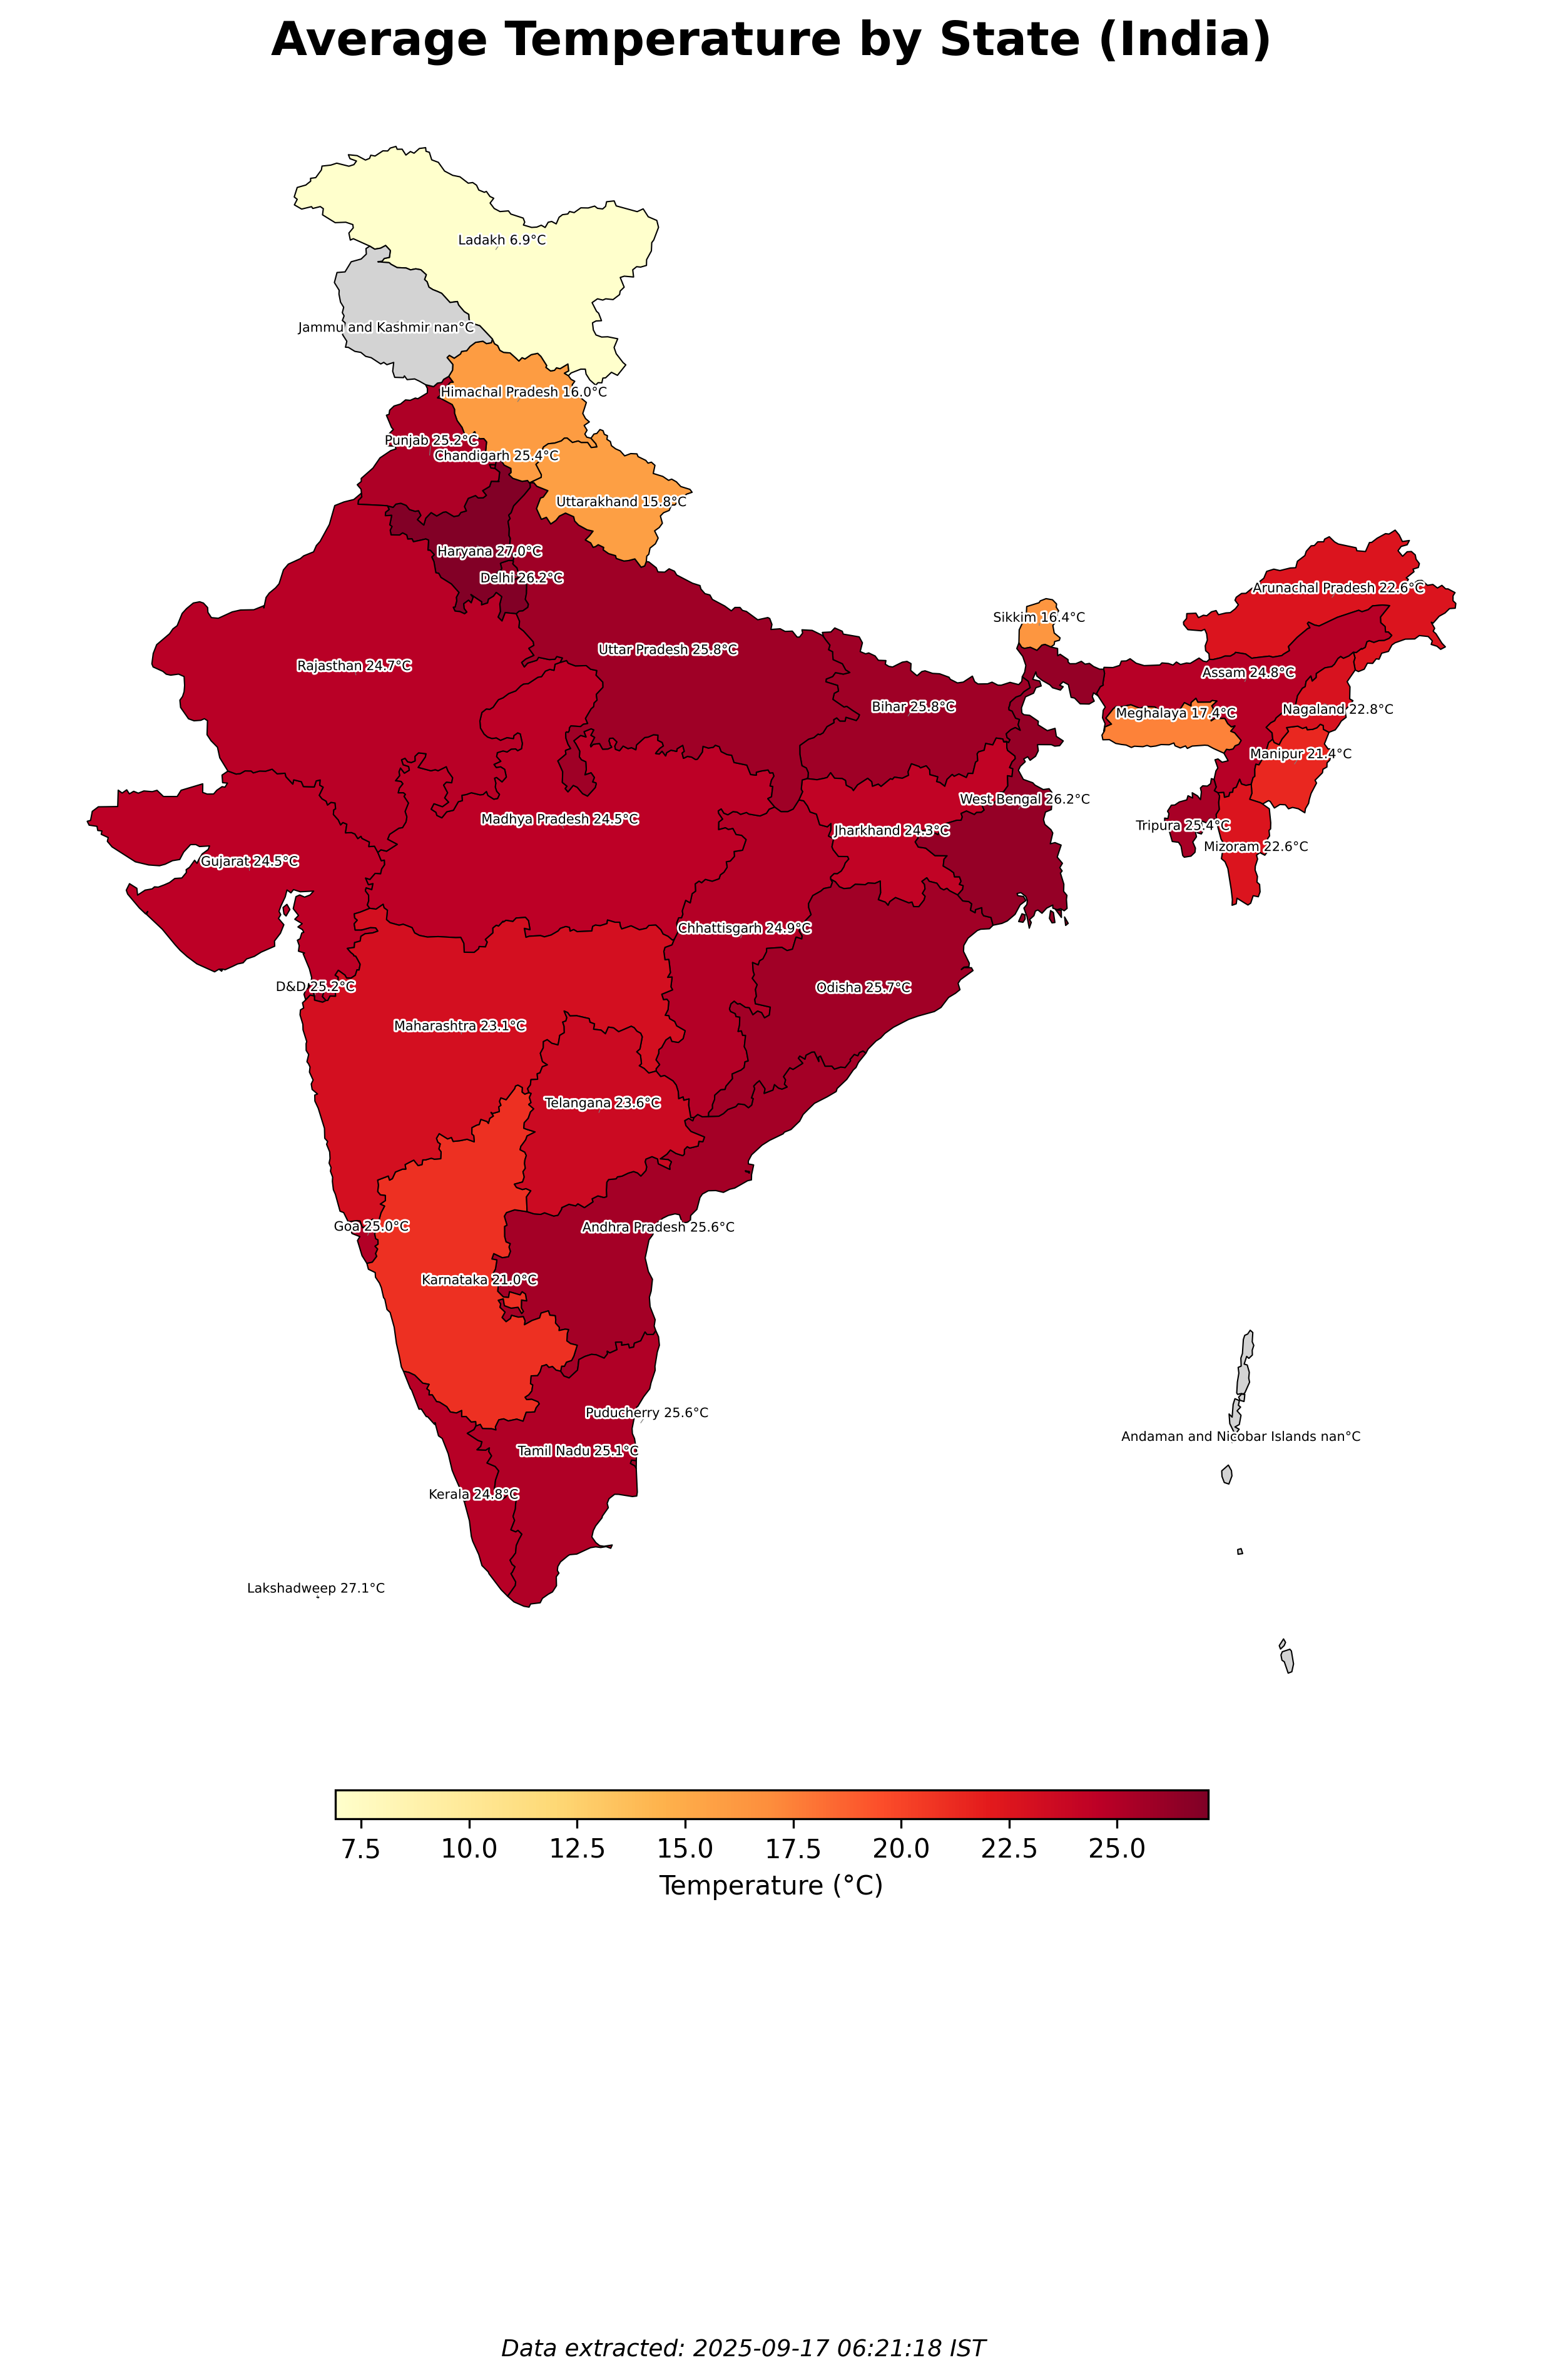 Average Temperature by State (India)
Ladakh 6.9°C
Jammu and Kashmir nan°C
Himachal Pradesh 16.0°C
Punjab 25.2°C
Chandigarh 25.4°C
Uttarakhand 15.8°C
Haryana 27.0°C
Delhi 26.2°C
Arunachal Pradesh 22.6°C
Sikkim 16.4°C
Uttar Pradesh 25.8°C
Rajasthan 24.7°C
Assam 24.8°C
Bihar 25.8°C
Meghalaya 17.4°C
Nagaland 22.8°C
Manipur 21.4°C
West Bengal 26.2°C
Madhya Pradesh 24.5°C
Jharkhand 24.3°C
Tripura 25.4°C
Mizoram 22.6°C
Gujarat 24.5°C
Chhattisgarh 24.9°C
D&D 25.2°C
Odisha 25.7°C
Maharashtra 23.1°C
Telangana 23.6°C
Goa 25.0°C
Andhra Pradesh 25.6°C
Karnataka 21.0°C
Puducherry 25.6°C
Andaman and Nicobar Islands nan°C
Tamil Nadu 25.1°C
Kerala 24.8°C
Lakshadweep 27.1°C
7.5 10.0 12.5 15.0 17.5 20.0 22.5 25.0
Temperature (°C)
Data extracted: 2025-09-17 06:21:18 IST